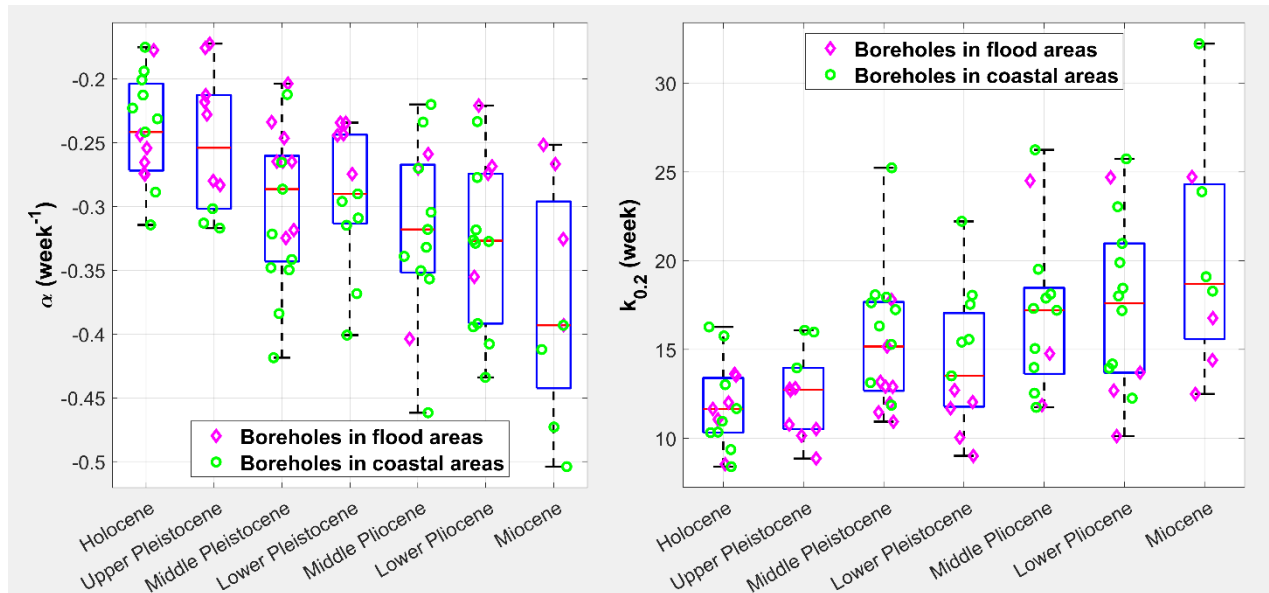 -0.2
-0.25
-0.3
-0.35
-0.4
-0.45
-0.5
α (week⁻¹)
Boreholes in flood areas
Boreholes in coastal areas
Holocene
Upper Pleistocene
Middle Pleistocene
Lower Pleistocene
Middle Pliocene
Lower Pliocene
Miocene
30
25
20
15
10
k₀.₂ (week)
Boreholes in flood areas
Boreholes in coastal areas
Holocene
Upper Pleistocene
Middle Pleistocene
Lower Pleistocene
Middle Pliocene
Lower Pliocene
Miocene